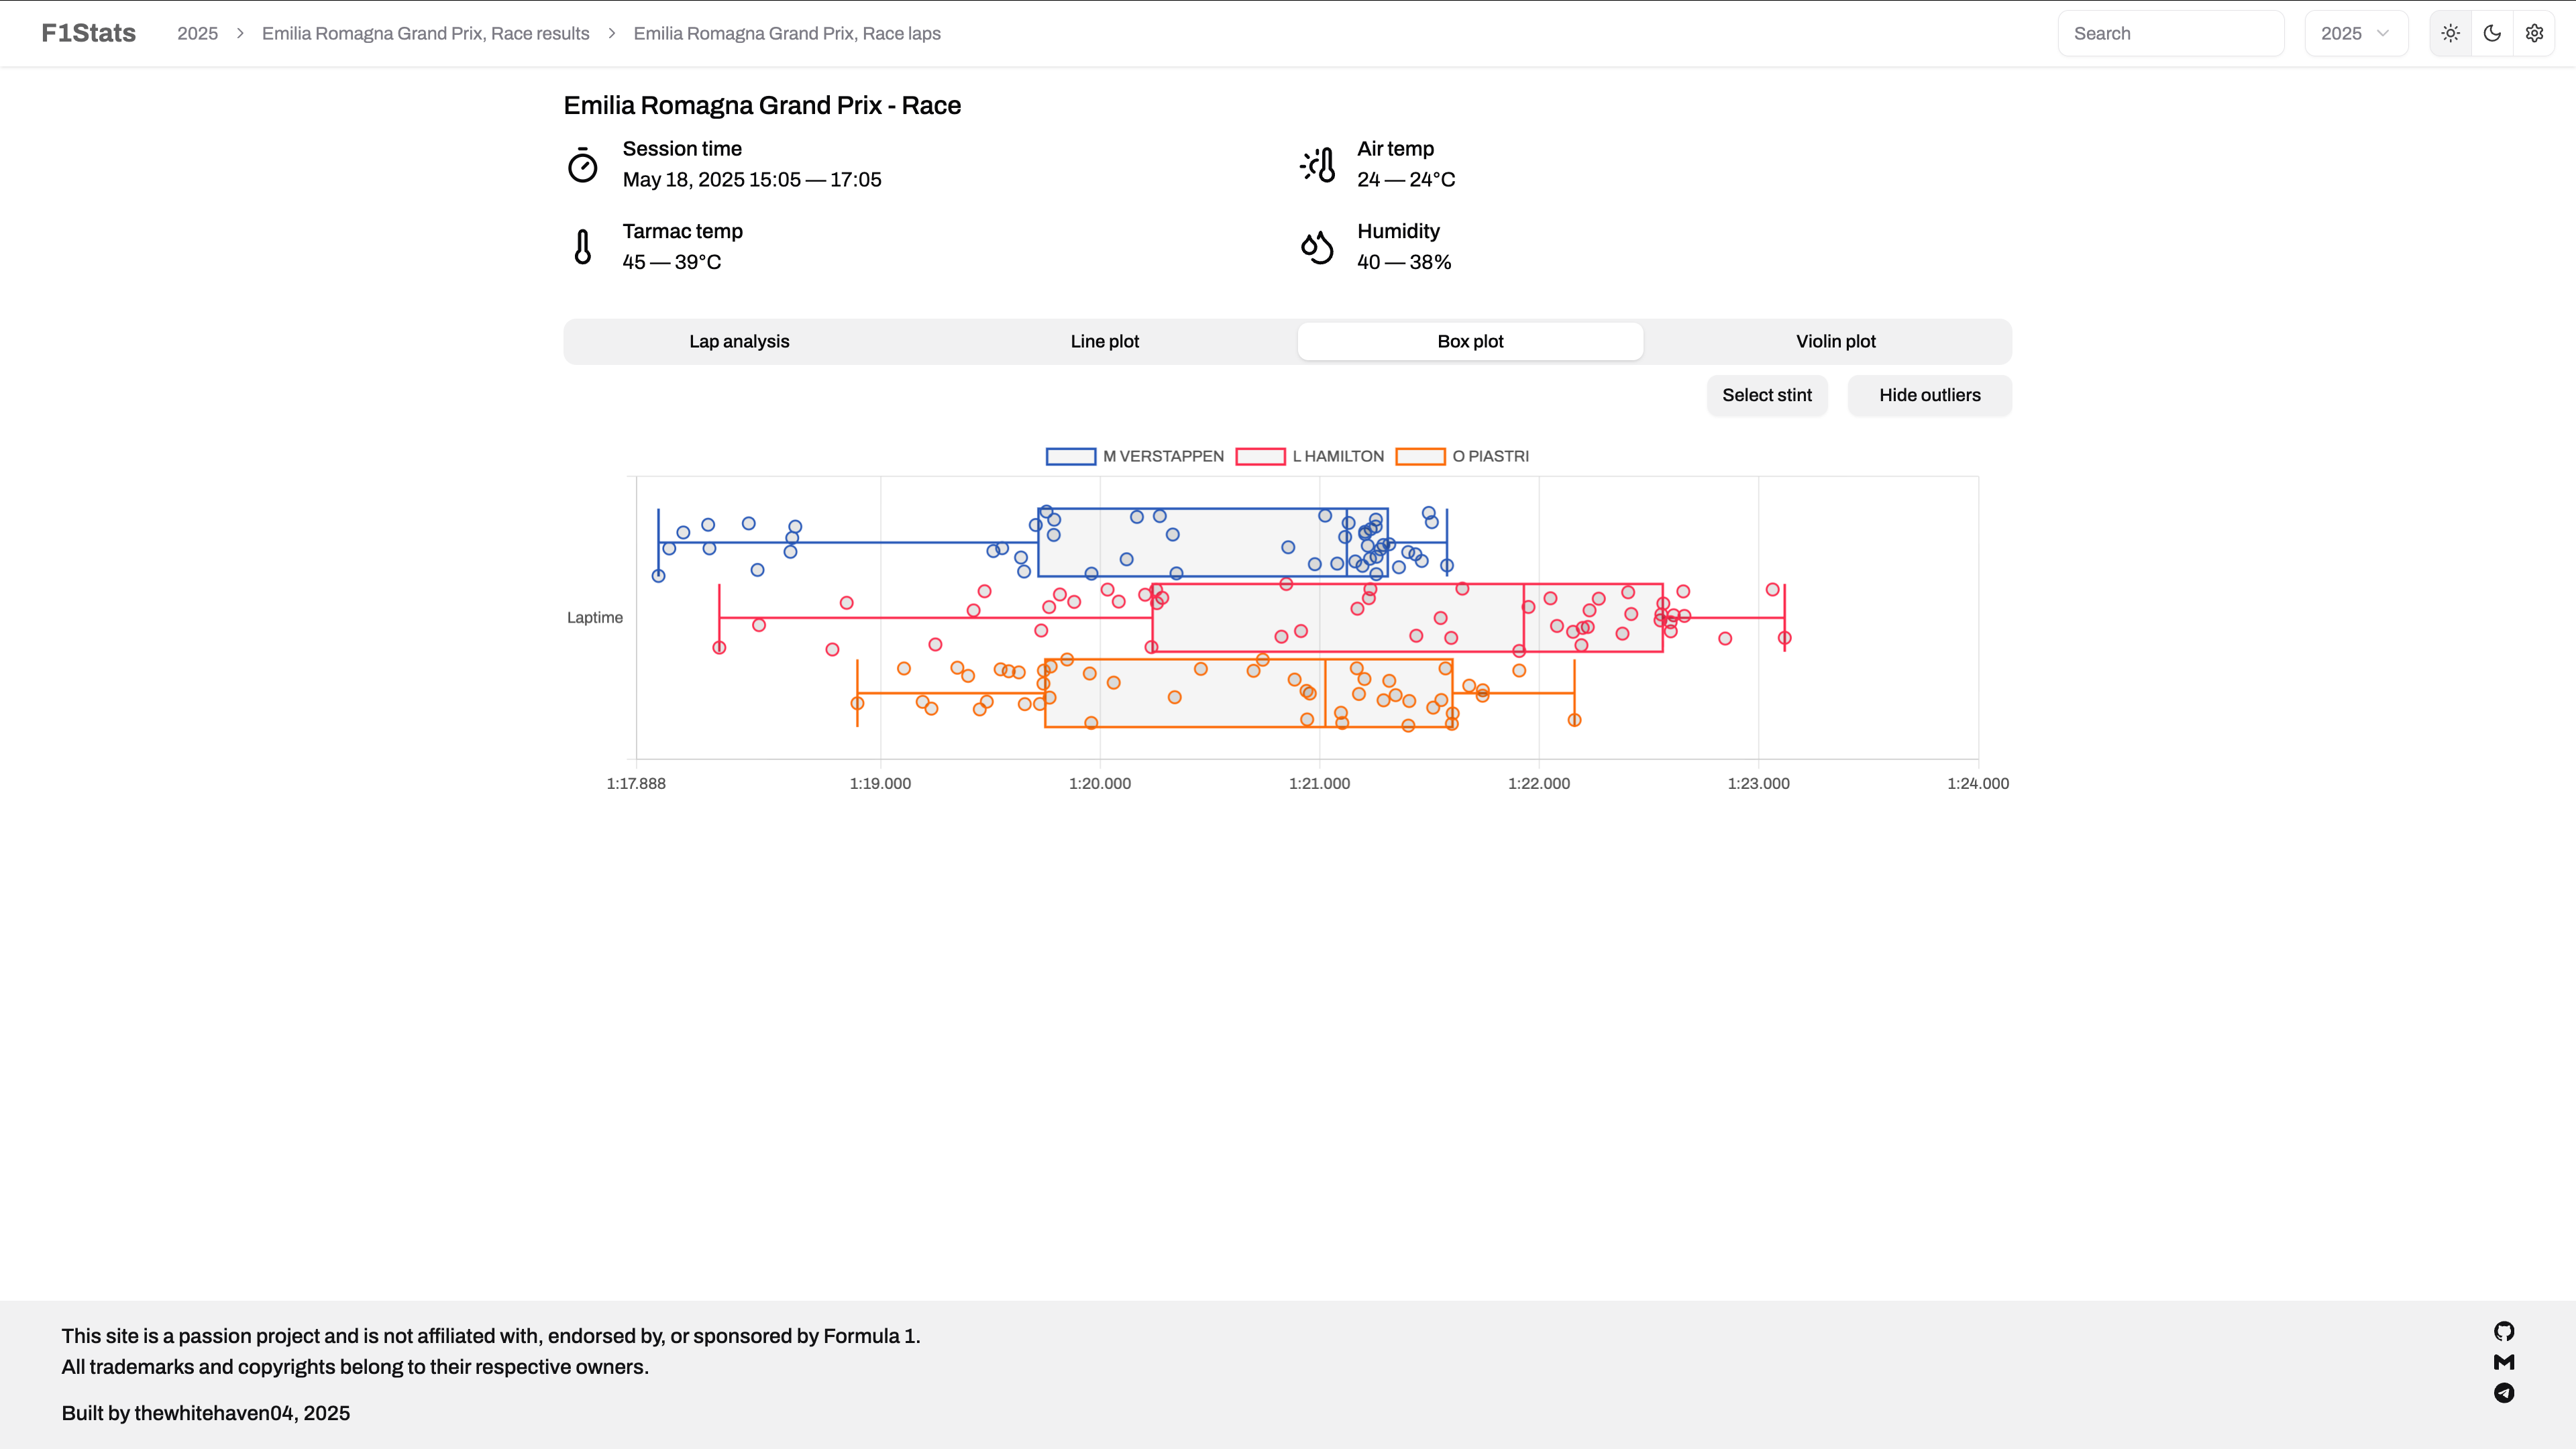 F1Stats 2025 Emilia Romagna Grand Prix, Race results Emilia Romagna Grand Prix, Race laps Search 2025
Emilia Romagna Grand Prix - Race
Session time
May 18, 2025 15:05 — 17:05
Air temp
24 — 24°C
Tarmac temp
45 — 39°C
Humidity
40 — 38%
Lap analysis Line plot Box plot Violin plot
Select stint Hide outliers
M VERSTAPPEN L HAMILTON O PIASTRI
Laptime
1:17.888 1:19.000 1:20.000 1:21.000 1:22.000 1:23.000 1:24.000
This site is a passion project and is not affiliated with, endorsed by, or sponsored by Formula 1.
All trademarks and copyrights belong to their respective owners.
Built by thewhitehaven04, 2025